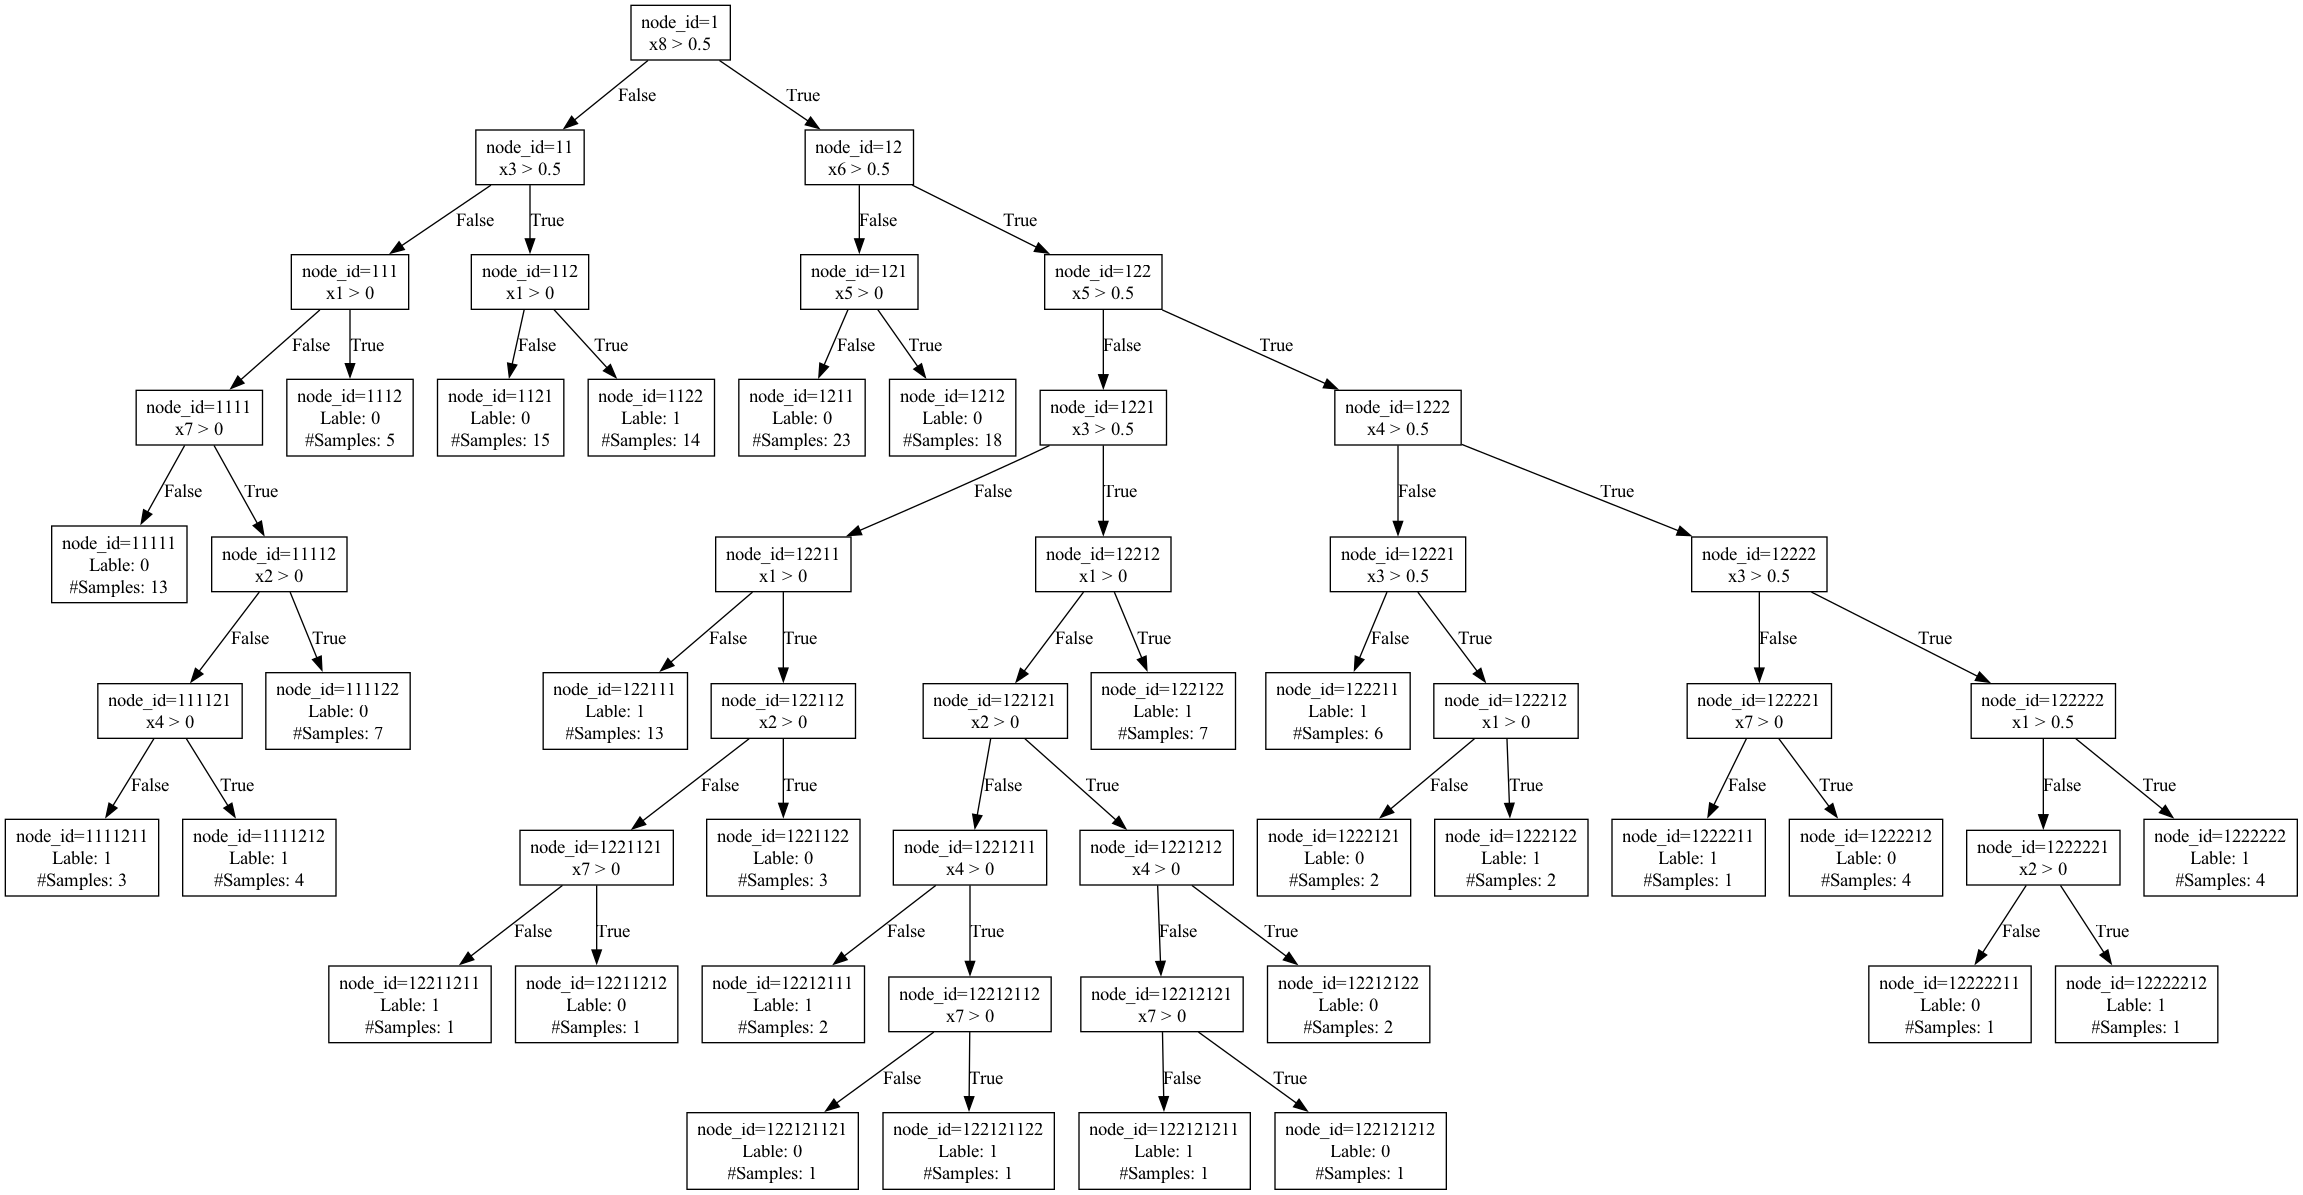 node_id=1
x8 > 0.5
False
True
node_id=11
x3 > 0.5
node_id=12
x6 > 0.5
False
True
False
True
node_id=111
x1 > 0
node_id=112
x1 > 0
node_id=121
x5 > 0
node_id=122
x5 > 0.5
False
True
False
True
False
True
False
True
node_id=1111
x7 > 0
node_id=1112
Lable: 0
#Samples: 5
node_id=1121
Lable: 0
#Samples: 15
node_id=1122
Lable: 1
#Samples: 14
node_id=1211
Lable: 0
#Samples: 23
node_id=1212
Lable: 0
#Samples: 18
node_id=1221
x3 > 0.5
node_id=1222
x4 > 0.5
False
True
False
True
False
True
node_id=11111
Lable: 0
#Samples: 13
node_id=11112
x2 > 0
node_id=12211
x1 > 0
node_id=12212
x1 > 0
node_id=12221
x3 > 0.5
node_id=12222
x3 > 0.5
False
True
False
True
False
True
False
True
False
True
node_id=111121
x4 > 0
node_id=111122
Lable: 0
#Samples: 7
node_id=122111
Lable: 1
#Samples: 13
node_id=122112
x2 > 0
node_id=122121
x2 > 0
node_id=122122
Lable: 1
#Samples: 7
node_id=122211
Lable: 1
#Samples: 6
node_id=122212
x1 > 0
node_id=122221
x7 > 0
node_id=122222
x1 > 0.5
False
True
False
True
False
True
False
True
False
True
False
True
node_id=1111211
Lable: 1
#Samples: 3
node_id=1111212
Lable: 1
#Samples: 4
node_id=1221121
x7 > 0
node_id=1221122
Lable: 0
#Samples: 3
node_id=1221211
x4 > 0
node_id=1221212
x4 > 0
node_id=1222121
Lable: 0
#Samples: 2
node_id=1222122
Lable: 1
#Samples: 2
node_id=1222211
Lable: 1
#Samples: 1
node_id=1222212
Lable: 0
#Samples: 4
node_id=1222221
x2 > 0
node_id=1222222
Lable: 1
#Samples: 4
False
True
False
True
False
True
False
True
node_id=12211211
Lable: 1
#Samples: 1
node_id=12211212
Lable: 0
#Samples: 1
node_id=12212111
Lable: 1
#Samples: 2
node_id=12212112
x7 > 0
node_id=12212121
x7 > 0
node_id=12212122
Lable: 0
#Samples: 2
node_id=12222211
Lable: 0
#Samples: 1
node_id=12222212
Lable: 1
#Samples: 1
False
True
False
True
node_id=122121121
Lable: 0
#Samples: 1
node_id=122121122
Lable: 1
#Samples: 1
node_id=122121211
Lable: 1
#Samples: 1
node_id=122121212
Lable: 0
#Samples: 1